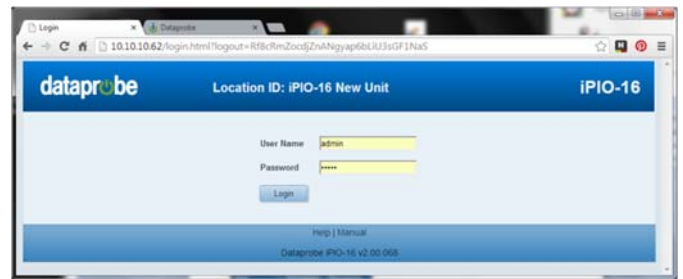 Login
Dataprobe
10.10.10.62/login.html?logout=Rf8cRmZocdjZnANgyap6bLiU3sGF1NaS
dataprobe
Location ID: iPIO-16 New Unit
iPIO-16
User Name admin
Password •••••
Login
Help | Manual
Dataprobe iPIO-16 v2.00.068